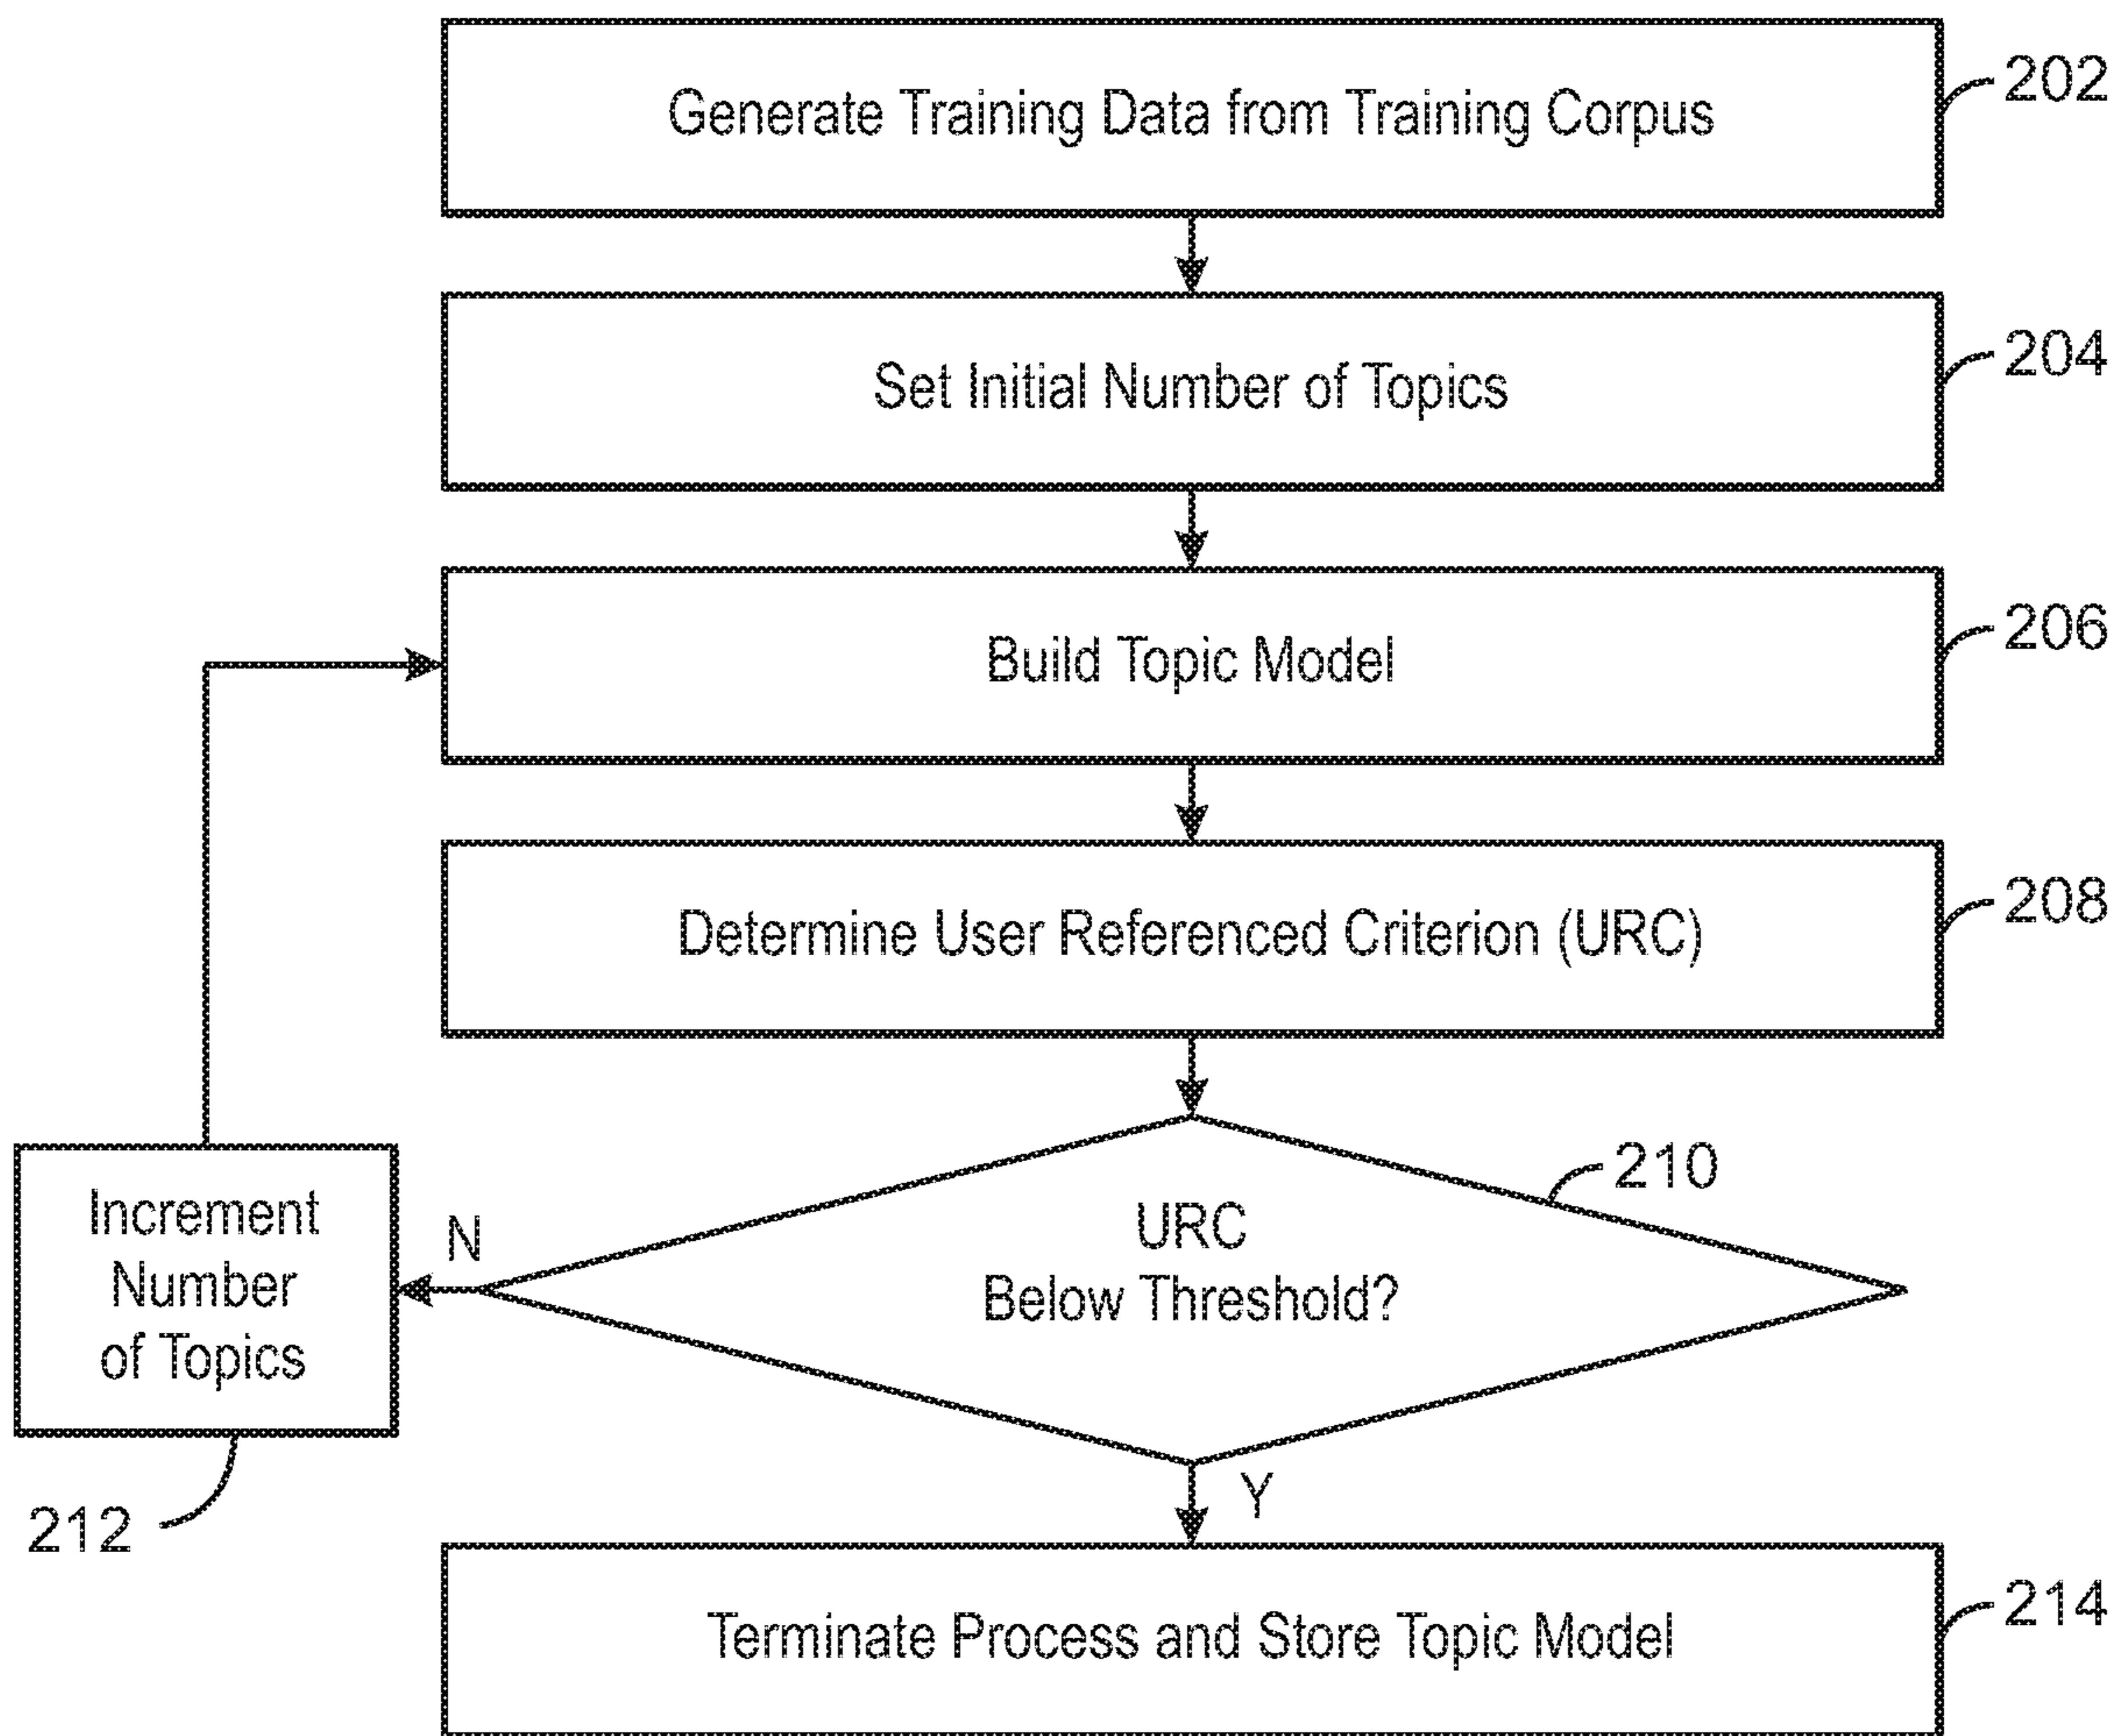 Generate Training Data from Training Corpus
202
Set Initial Number of Topics
204
Build Topic Model
206
Determine User Referenced Criterion (URC)
208
210
URC
Below Threshold?
N
Increment
Number
of Topics
212
Y
Terminate Process and Store Topic Model
214